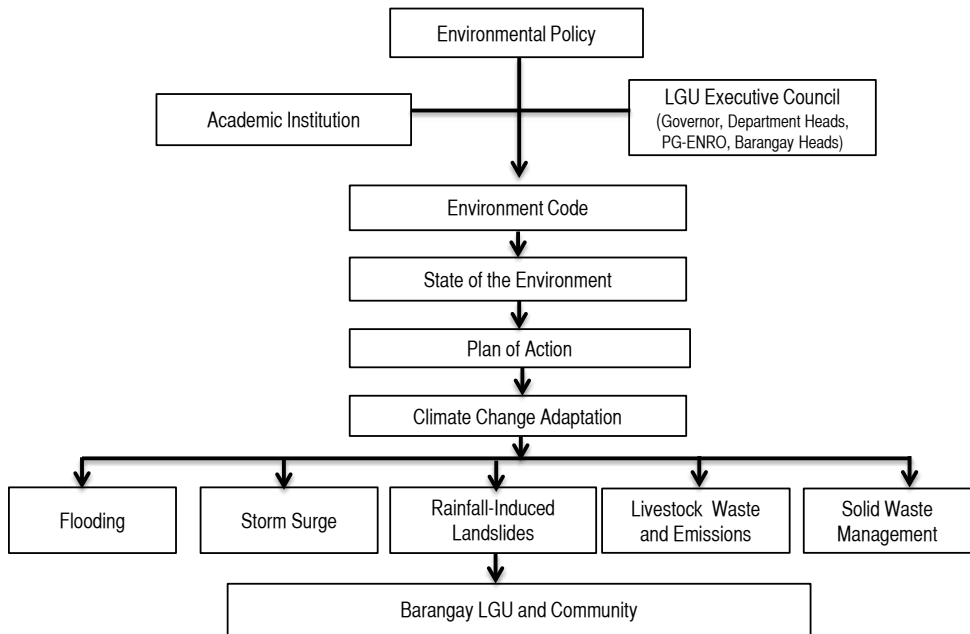 Environmental Policy
Academic Institution
LGU Executive Council
(Governor, Department Heads,
PG-ENRO, Barangay Heads)
Environment Code
State of the Environment
Plan of Action
Climate Change Adaptation
Flooding
Storm Surge
Rainfall-Induced
Landslides
Livestock Waste
and Emissions
Solid Waste
Management
Barangay LGU and Community